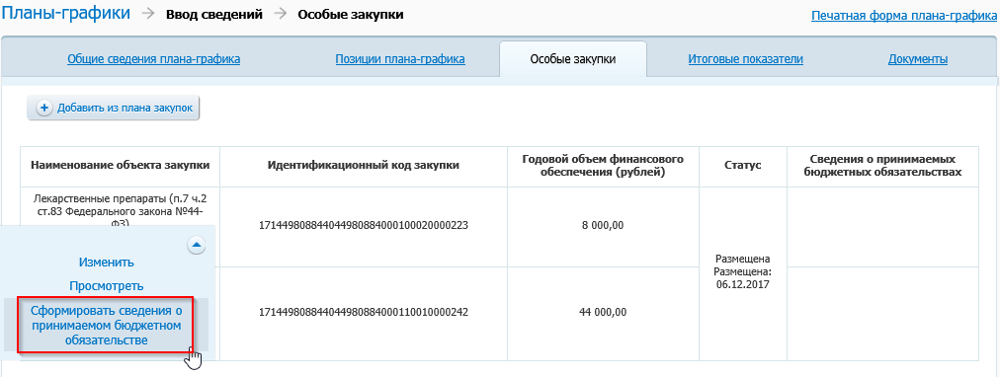 Планы-графики → Ввод сведений → Особые закупки
Печатная форма плана-графика
Общие сведения плана-графика
Позиции плана-графика
Особые закупки
Итоговые показатели
Документы
Добавить из плана закупок
Наименование объекта закупки
Идентификационный код закупки
Годовой объем финансового
обеспечения (рублей)
Статус
Сведения о принимаемых
бюджетных обязательствах
Лекарственные препараты (п.7 ч.2
ст.83 Федерального закона №44-
ФЗ)
171449808844044980884000100020000223
8 000,00
Размещена
Размещена:
06.12.2017
Изменить
Просмотреть
Сформировать сведения о
принимаемом бюджетном
обязательстве
171449808844044980884000110010000242
44 000,00